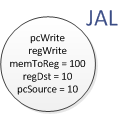 JAL
pcWrite
regWrite
memToReg = 100
regDst = 10
pcSource = 10